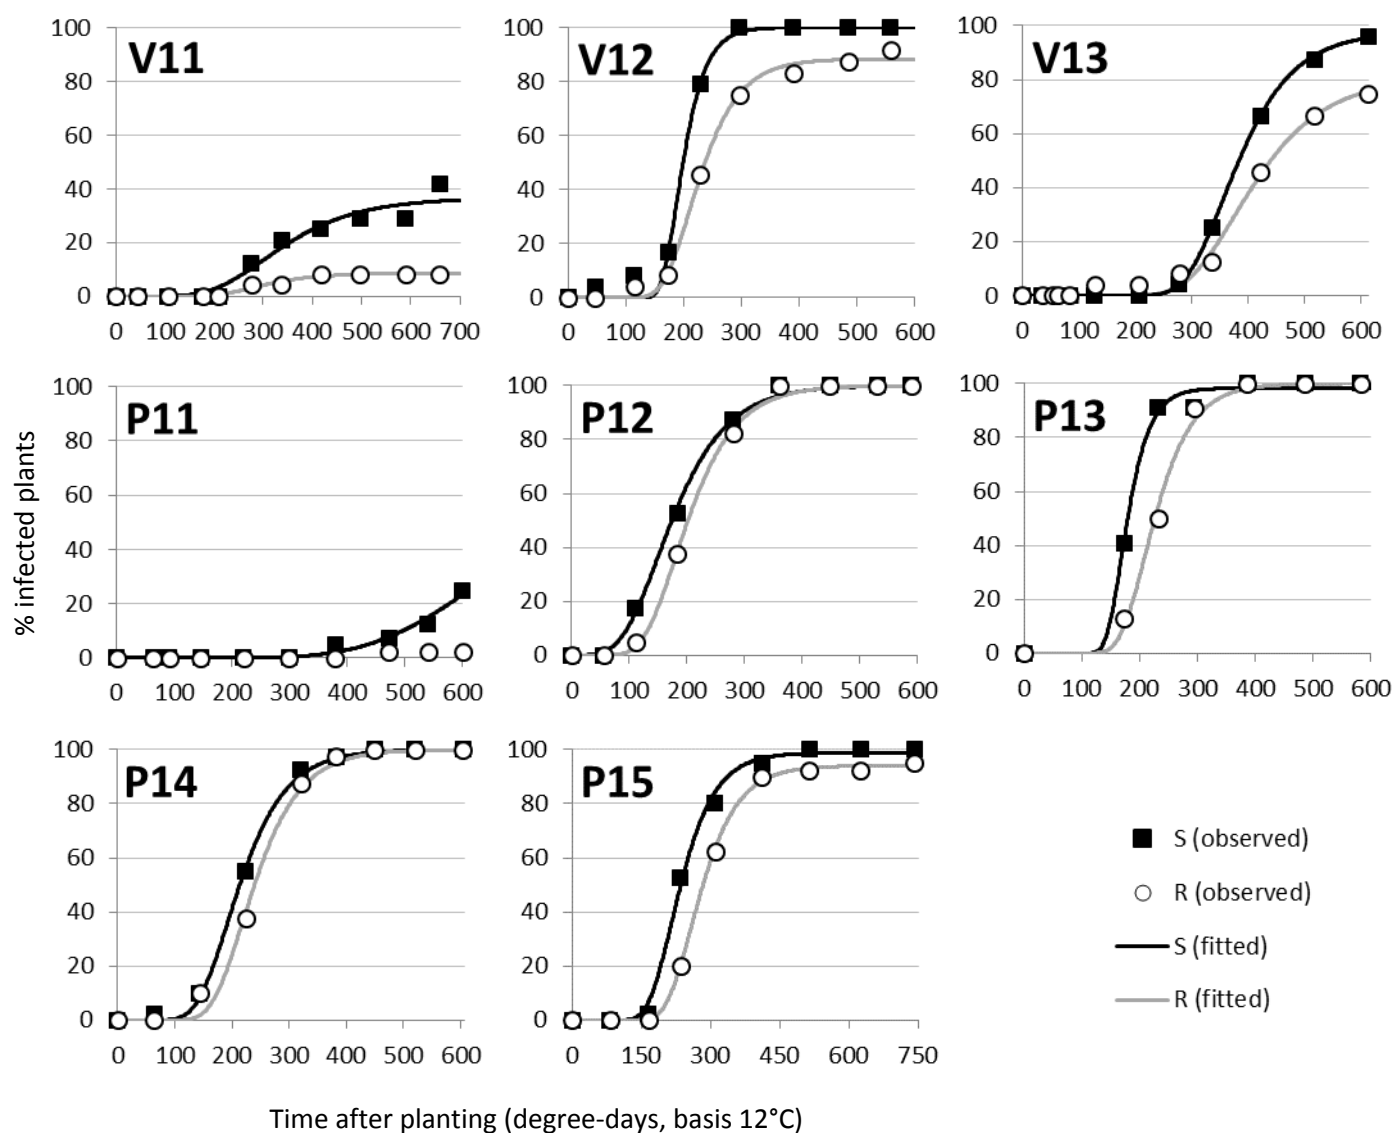 V11
100
80
60
40
20
0
0 100 200 300 400 500 600 700
V12
100
80
60
40
20
0
0 100 200 300 400 500 600
V13
100
80
60
40
20
0
0 100 200 300 400 500 600
% infected plants
P11
100
80
60
40
20
0
0 100 200 300 400 500 600
P12
100
80
60
40
20
0
0 100 200 300 400 500 600
P13
100
80
60
40
20
0
0 100 200 300 400 500 600
P14
100
80
60
40
20
0
0 100 200 300 400 500 600
P15
100
80
60
40
20
0
0 150 300 450 600 750
S (observed)
R (observed)
S (fitted)
R (fitted)
Time after planting (degree-days, basis 12°C)